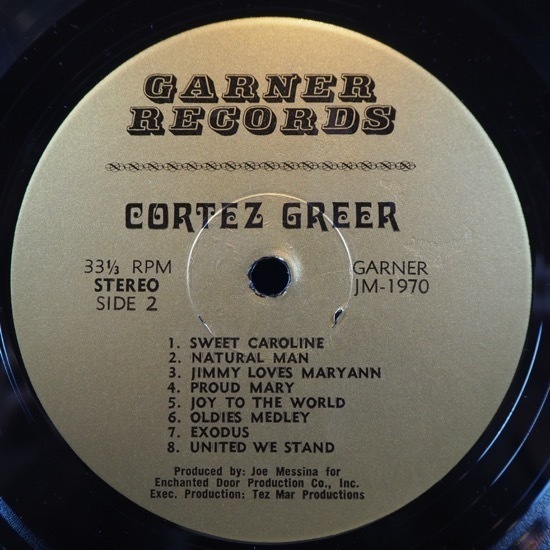 GARNER
RECORDS
CORTEZ GREER
33⅓ RPM
STEREO
SIDE 2
GARNER
JM-1970
1. SWEET CAROLINE
2. NATURAL MAN
3. JIMMY LOVES MARYANN
4. PROUD MARY
5. JOY TO THE WORLD
6. OLDIES MEDLEY
7. EXODUS
8. UNITED WE STAND
Produced by: Joe Messina for
Enchanted Door Production Co., Inc.
Exec. Production: Tez Mar Productions